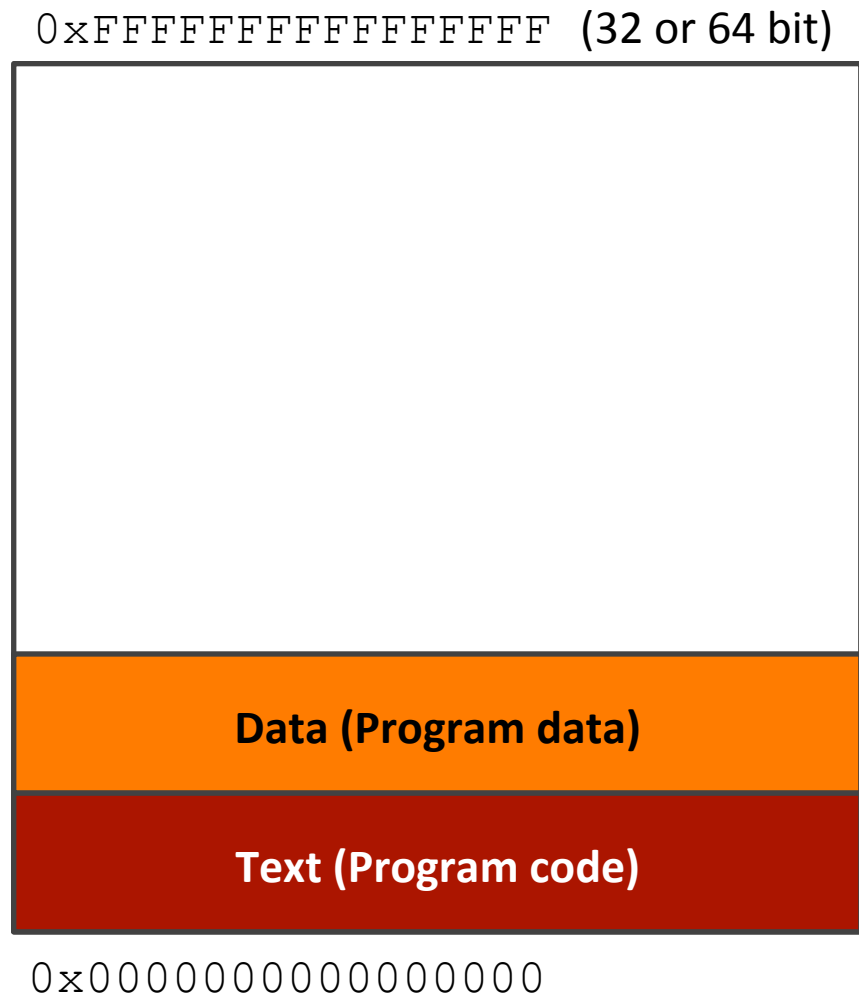 0xFFFFFFFFFFFFFFFF (32 or 64 bit)
Data (Program data)
Text (Program code)
0x0000000000000000